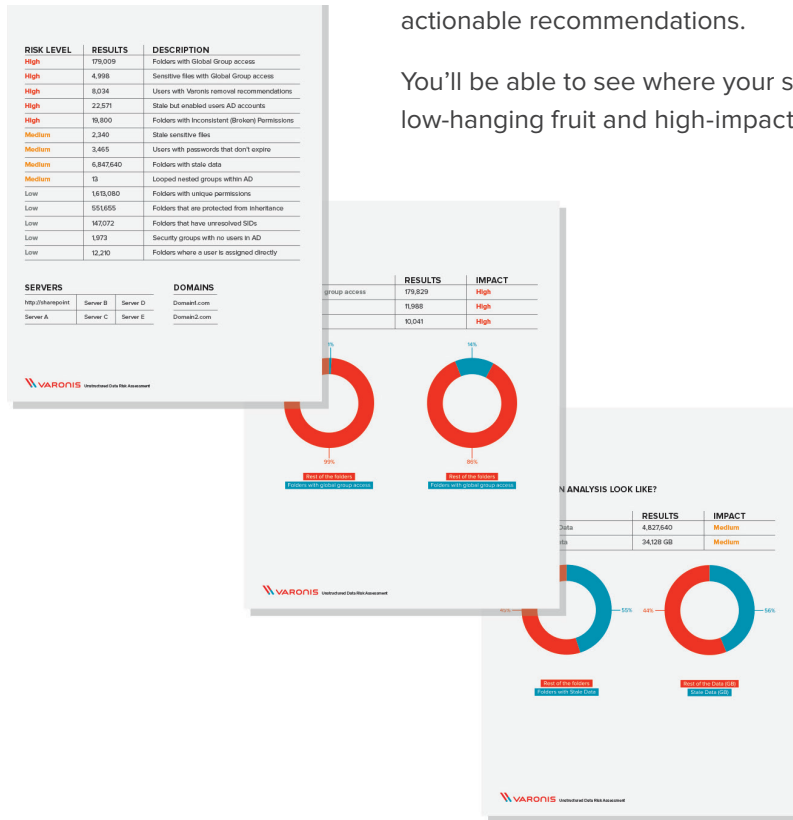 actionable recommendations.
You'll be able to see where your s
low-hanging fruit and high-impact
RISK LEVEL RESULTS DESCRIPTION
High 179,009 Folders with Global Group access
High 4,998 Sensitive files with Global Group access
High 8,034 Users with Varonis removal recommendations
High 22,571 Stale but enabled users AD accounts
High 19,800 Folders with Inconsistent (Broken) Permissions
Medium 2,340 Stale sensitive files
Medium 3,465 Users with passwords that don't expire
Medium 6,847,640 Folders with stale data
Medium 13 Looped nested groups within AD
Low 1,613,080 Folders with unique permissions
Low 551,655 Folders that are protected from inheritance
Low 147,072 Folders that have unresolved SIDs
Low 1,973 Security groups with no users in AD
Low 12,210 Folders where a user is assigned directly
SERVERS DOMAINS
http://sharepoint Server B Server D Domain1.com
Server A Server C Server E Domain2.com
VARONIS Unstructured Data Risk Assessment
RESULTS IMPACT
group access 179,829 High
11,988 High
10,041 High
1% 14%
99% 86%
Rest of the folders Rest of the folders
Folders with global group access Folders with global group access
VARONIS Unstructured Data Risk Assessment
N ANALYSIS LOOK LIKE?
RESULTS IMPACT
Data 4,827,640 Medium
ta 34,128 GB Medium
55% 44% 56%
Rest of the folders Rest of the Data (GB)
Folders with Stale Data Stale Data (GB)
VARONIS Unstructured Data Risk Assessment